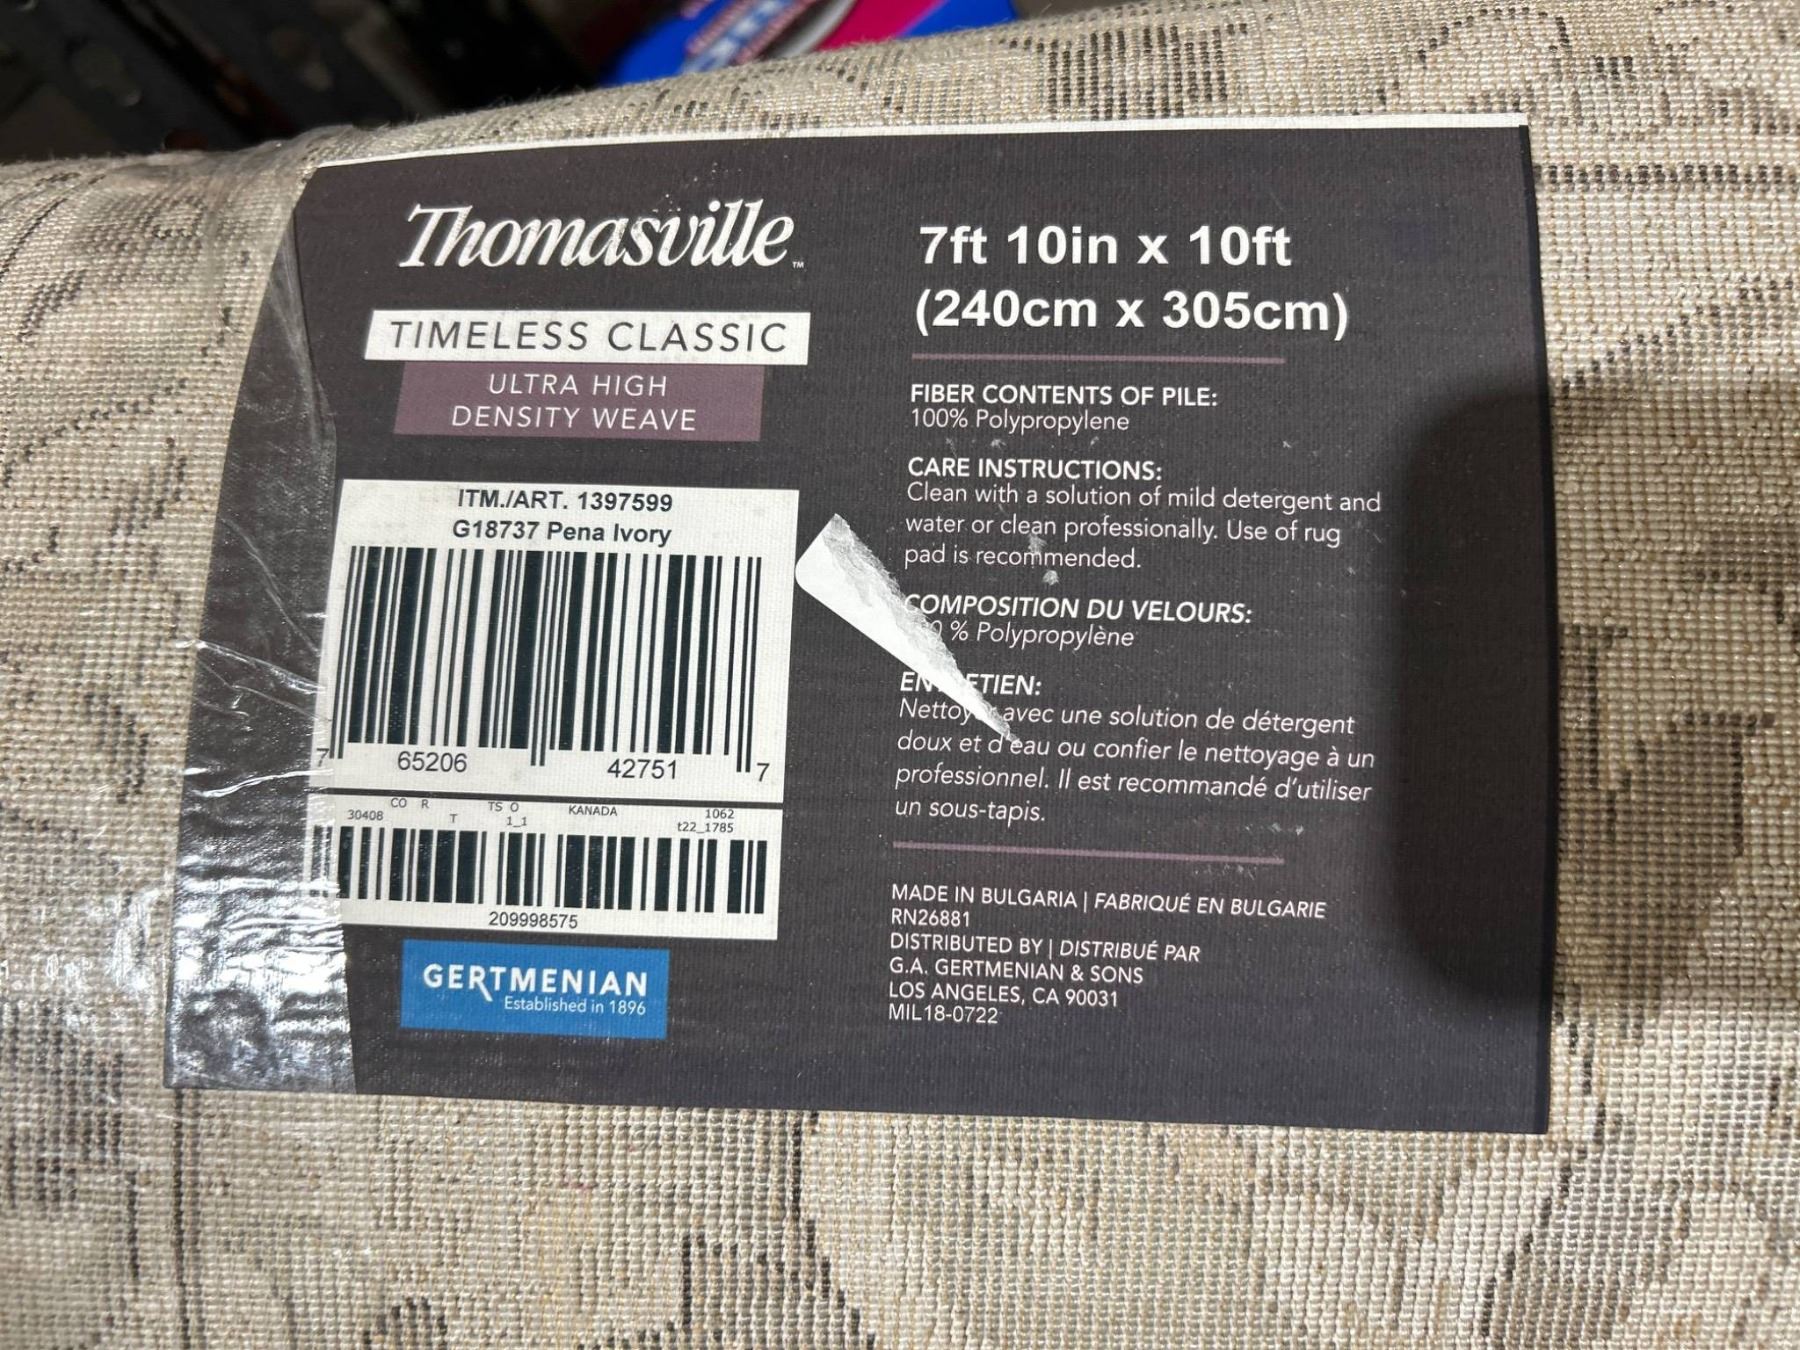 Thomasville™
TIMELESS CLASSIC
ULTRA HIGH
DENSITY WEAVE
ITM./ART. 1397599
G18737 Pena Ivory
7 65206 42751 7
CO R TS O KANADA 1062
30408 T 1_1 t22_1785
209998575
GERTMENIAN
Established in 1896
7ft 10in x 10ft
(240cm x 305cm)
FIBER CONTENTS OF PILE:
100% Polypropylene
CARE INSTRUCTIONS:
Clean with a solution of mild detergent and
water or clean professionally. Use of rug
pad is recommended.
COMPOSITION DU VELOURS:
0 % Polypropylène
EN ETIEN:
Nettoy avec une solution de détergent
doux et d'eau ou confier le nettoyage à un
professionnel. Il est recommandé d'utiliser
un sous-tapis.
MADE IN BULGARIA | FABRIQUÉ EN BULGARIE
RN26881
DISTRIBUTED BY | DISTRIBUÉ PAR
G.A. GERTMENIAN & SONS
LOS ANGELES, CA 90031
MIL18-0722